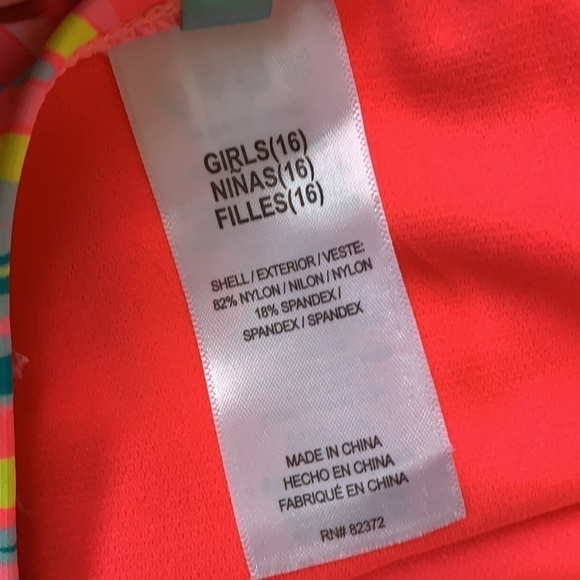 GIRLS(16)
NIÑAS(16)
FILLES(16)
SHELL / EXTERIOR / VESTE:
82% NYLON / NILON / NYLON
18% SPANDEX /
SPANDEX / SPANDEX
MADE IN CHINA
HECHO EN CHINA
FABRIQUÉ EN CHINA
RN# 82372